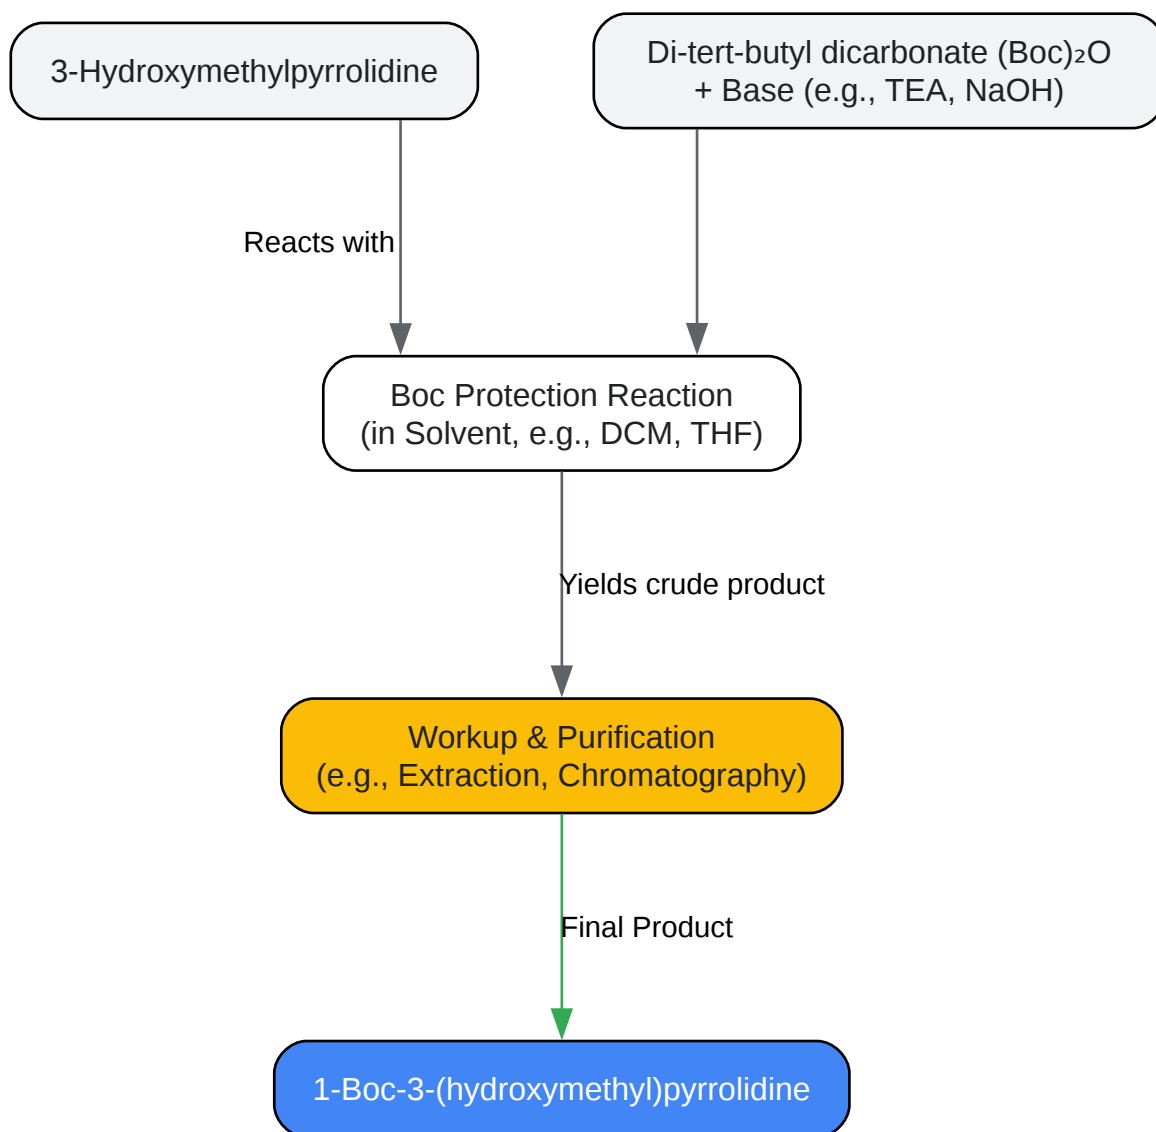 3-Hydroxymethylpyrrolidine
Di-tert-butyl dicarbonate (Boc)₂O
+ Base (e.g., TEA, NaOH)
Reacts with
Boc Protection Reaction
(in Solvent, e.g., DCM, THF)
Yields crude product
Workup & Purification
(e.g., Extraction, Chromatography)
Final Product
1-Boc-3-(hydroxymethyl)pyrrolidine